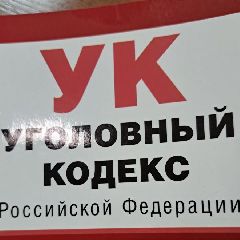 УК
УГОЛОВНЫЙ
КОДЕКС
Российской Федерации